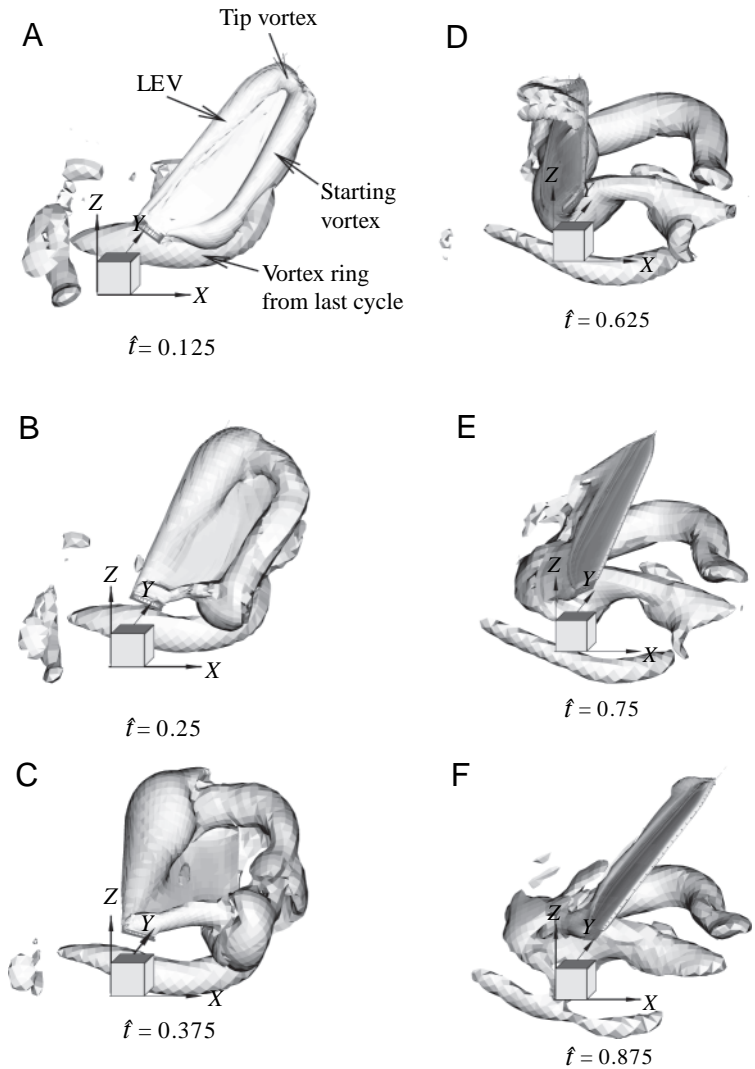 A
Tip vortex
LEV
Starting
vortex
Z
Y
X
Vortex ring
from last cycle
t̂ = 0.125
B
Z
Y
X
t̂ = 0.25
C
Z
Y
X
t̂ = 0.375
D
Z
X
t̂ = 0.625
E
Z
Y
X
t̂ = 0.75
F
Z
Y
X
t̂ = 0.875